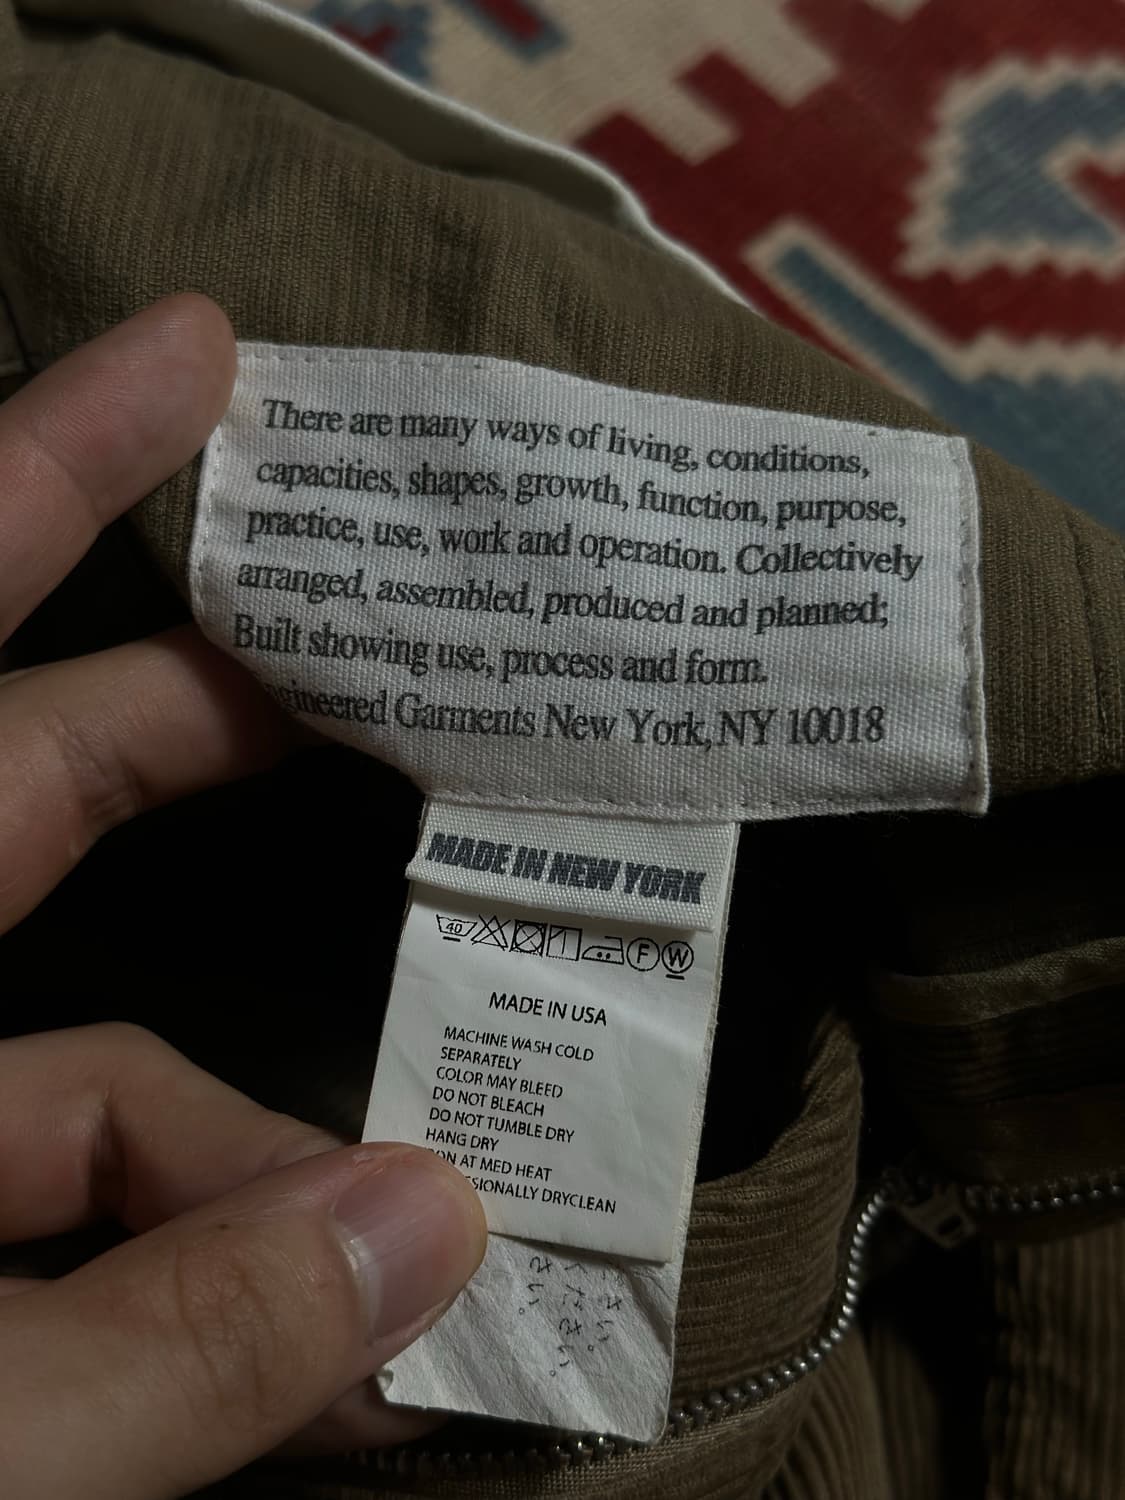 There are many ways of living, conditions,
capacities, shapes, growth, function, purpose,
practice, use, work and operation. Collectively
arranged, assembled, produced and planned;
Built showing use, process and form.
Garments New York, NY 10018
MADE IN NEW YORK
40 F W
MADE IN USA
MACHINE WASH COLD
SEPARATELY
COLOR MAY BLEED
DO NOT BLEACH
DO NOT TUMBLE DRY
HANG DRY
AT MED HEAT
DRYCLEAN